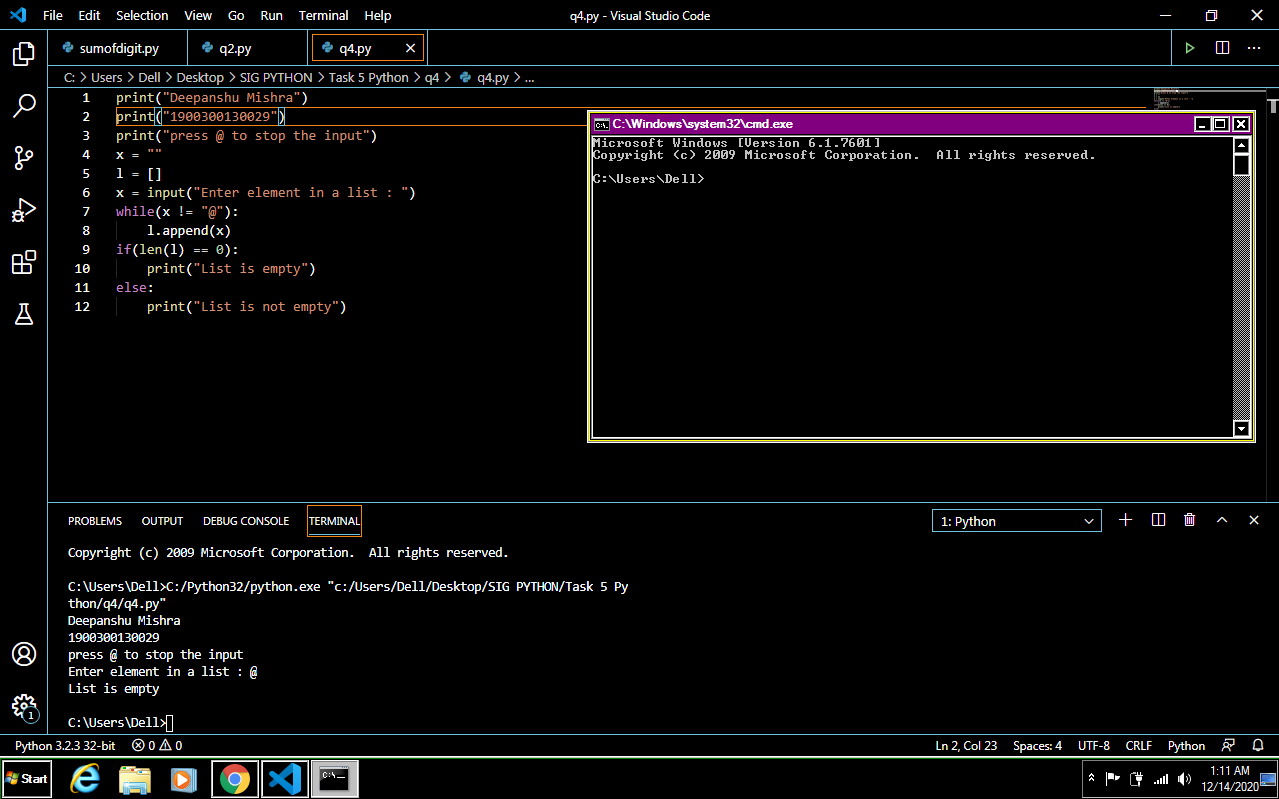 File Edit Selection View Go Run Terminal Help
q4.py - Visual Studio Code
sumofdigit.py
q2.py
q4.py
C: > Users > Dell > Desktop > SIG PYTHON > Task 5 Python > q4 > q4.py > ...
1 print("Deepanshu Mishra")
2 print("1900300130029")
3 print("press @ to stop the input")
4 x = ""
5 l = []
6 x = input("Enter element in a list : ")
7 while(x != "@"):
8 l.append(x)
9 if(len(l) == 0):
10 print("List is empty")
11 else:
12 print("List is not empty")
C:\Windows\system32\cmd.exe
Microsoft Windows [Version 6.1.7601]
Copyright (c) 2009 Microsoft Corporation. All rights reserved.
C:\Users\Dell>
PROBLEMS OUTPUT DEBUG CONSOLE TERMINAL
1: Python
Copyright (c) 2009 Microsoft Corporation. All rights reserved.
C:\Users\Dell>C:/Python32/python.exe "c:/Users/Dell/Desktop/SIG PYTHON/Task 5 Py
thon/q4/q4.py"
Deepanshu Mishra
1900300130029
press @ to stop the input
Enter element in a list : @
List is empty
C:\Users\Dell>
1
Python 3.2.3 32-bit 0 0
Ln 2, Col 23 Spaces: 4 UTF-8 CRLF Python
Start
C:\.
1:11 AM
12/14/2020